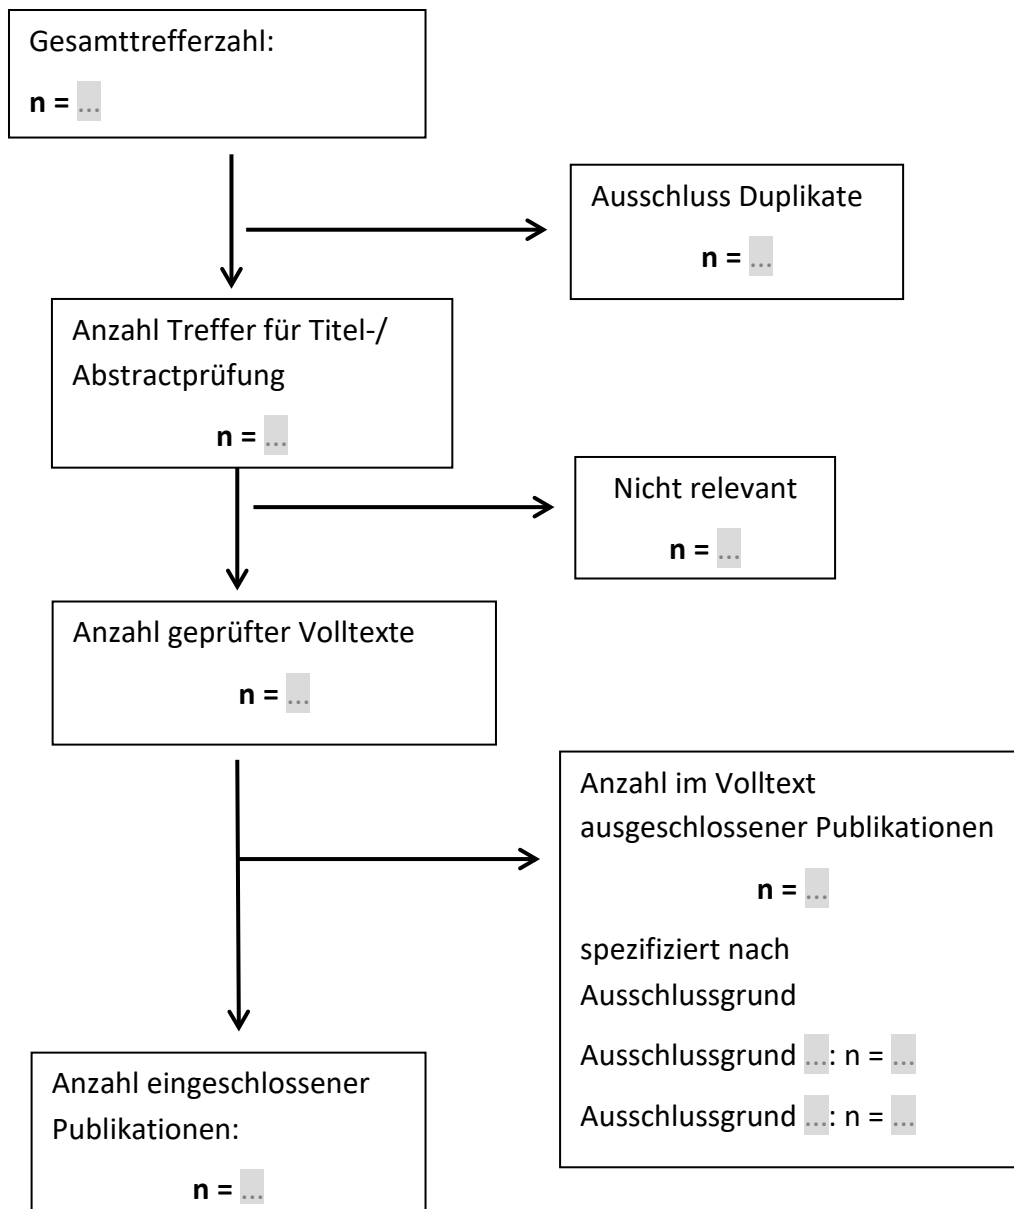 Gesamttrefferzahl:
n = ...
Ausschluss Duplikate
n = ...
Anzahl Treffer für Titel-/
Abstractprüfung
n = ...
Nicht relevant
n = ...
Anzahl geprüfter Volltexte
n = ...
Anzahl im Volltext
ausgeschlossener Publikationen
n = ...
spezifiziert nach
Ausschlussgrund
Ausschlussgrund ...: n = ...
Ausschlussgrund ...: n = ...
Anzahl eingeschlossener
Publikationen:
n = ...